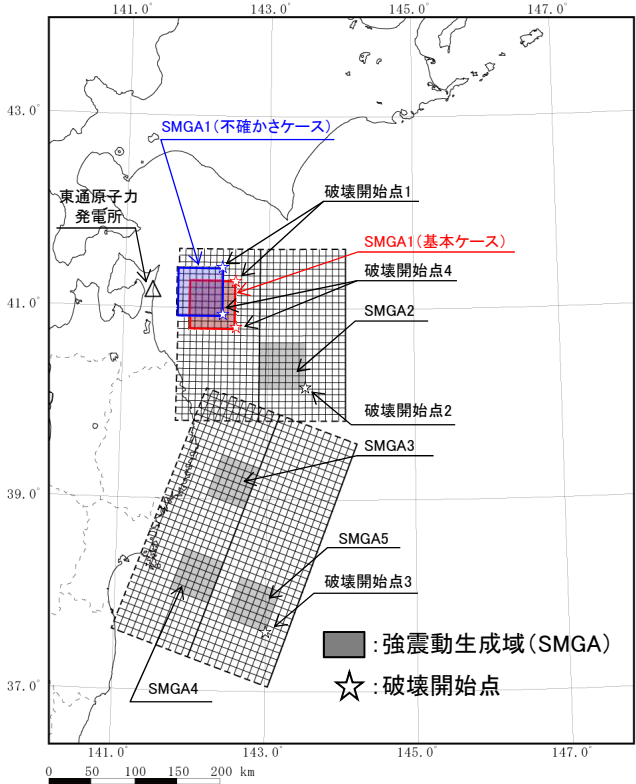 141.0° 143.0° 145.0° 147.0°
43.0°
SMGA1(不確かさケース)
東通原子力
発電所
破壊開始点1
SMGA1(基本ケース)
破壊開始点4
41.0°
SMGA2
破壊開始点2
SMGA3
39.0°
SMGA5
破壊開始点3
:強震動生成域(SMGA)
SMGA4
:破壊開始点
37.0°
141.0° 143.0° 145.0° 147.0°
0 50 100 150 200 km